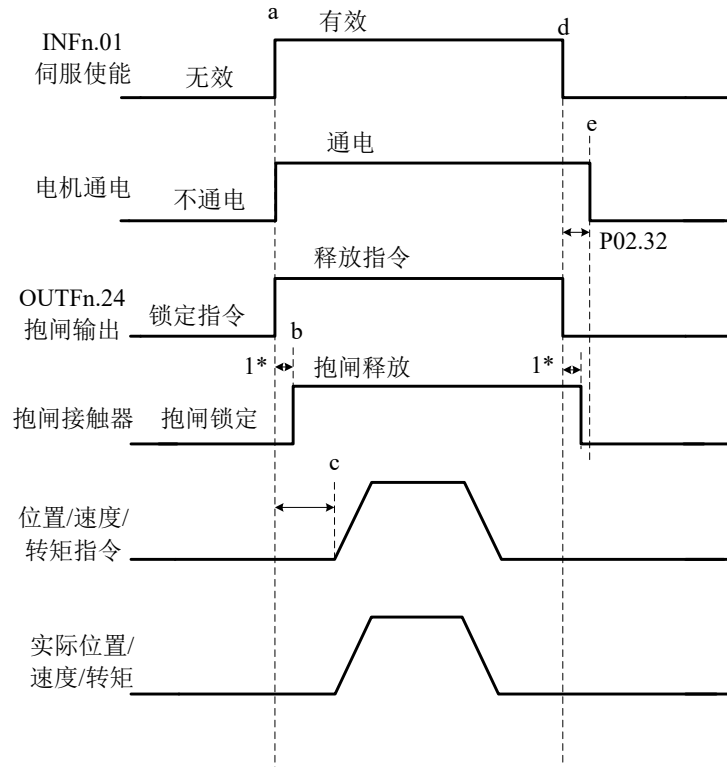 a
有效
d
INFn.01
伺服使能
无效
e
通电
电机通电
不通电
P02.32
释放指令
OUTFn.24
抱闸输出
锁定指令
b
1*
抱闸释放
1*
抱闸接触器
抱闸锁定
c
位置/速度/
转矩指令
实际位置/
速度/转矩